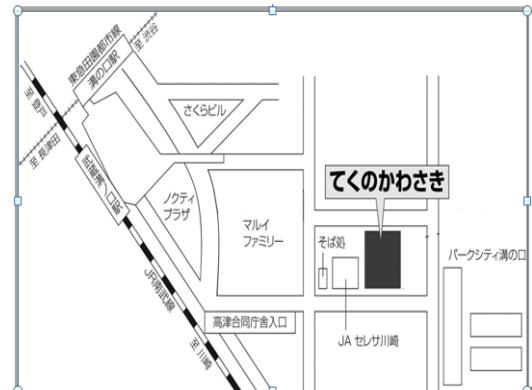 東急田園都市線
溝の口駅
至 渋谷
至 登戸
至 長津田
武蔵溝ノ口駅
さくらビル
ノクティ
プラザ
マルイ
ファミリー
てくのかわさき
そば処
パークシティ溝の口
JR南武線
至 川崎
高津合同庁舎入口
JA セレサ川崎